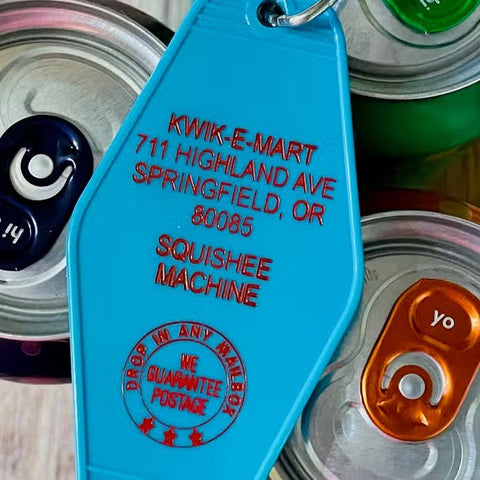 KWIK-E-MART
711 HIGHLAND AVE
SPRINGFIELD, OR
80085
SQUISHEE
MACHINE
DROP IN ANY MAILBOX
WE
GUARANTEE
POSTAGE
hi
yo